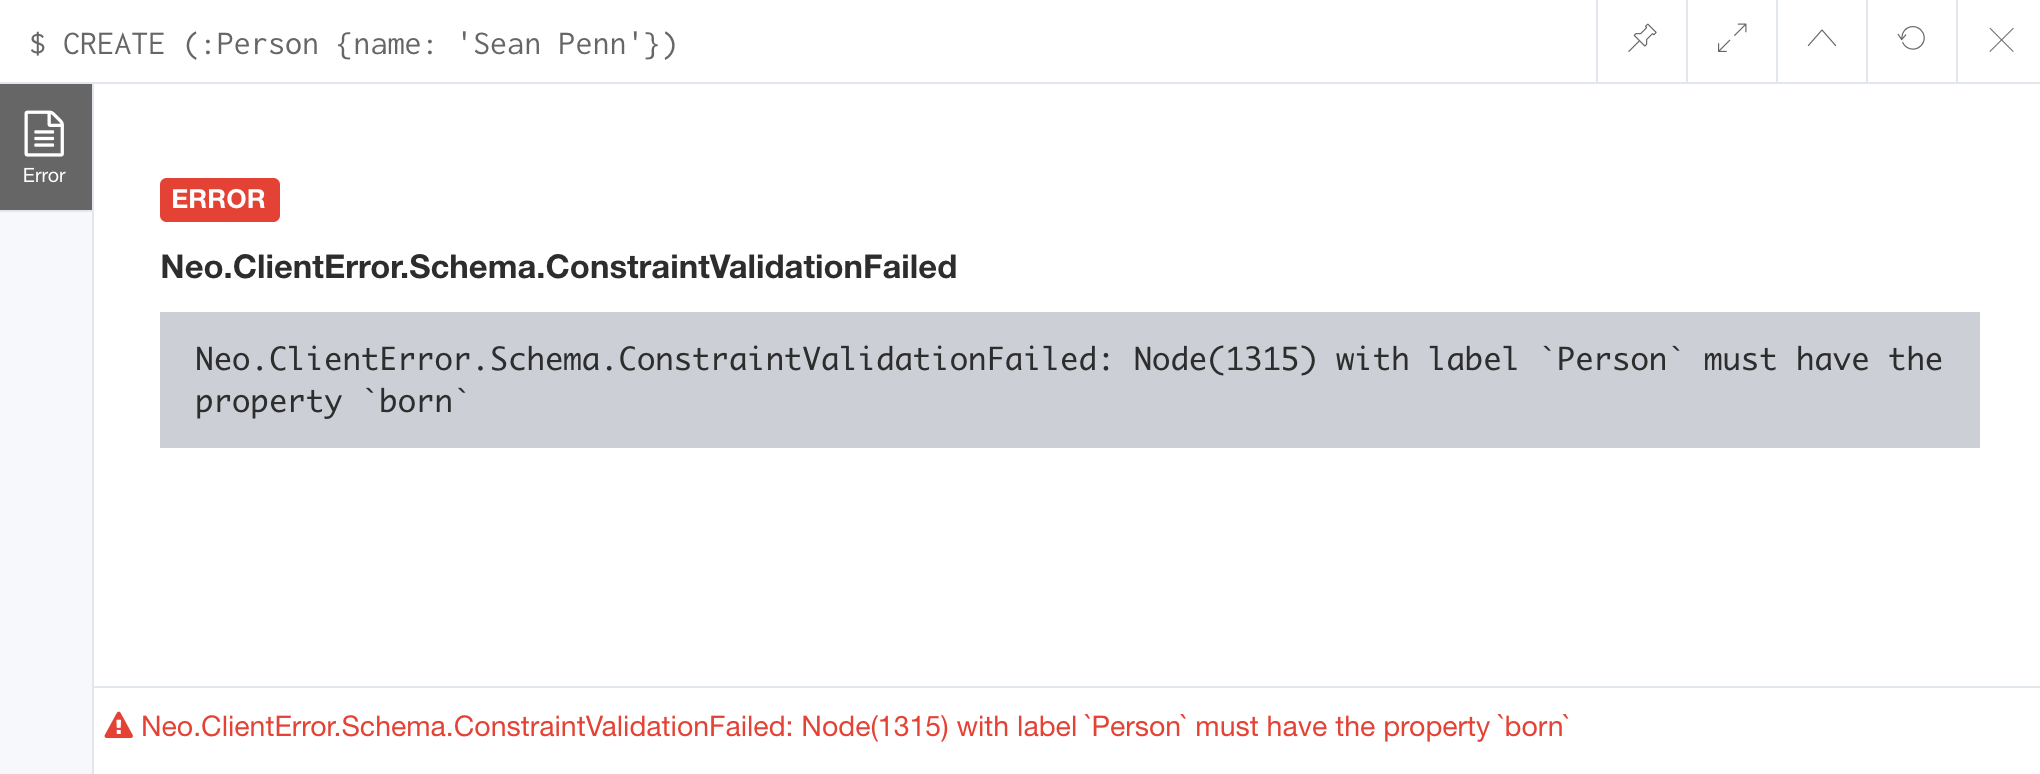 $ CREATE (:Person {name: 'Sean Penn'})
Error
ERROR
Neo.ClientError.Schema.ConstraintValidationFailed
Neo.ClientError.Schema.ConstraintValidationFailed: Node(1315) with label `Person` must have the
property `born`
Neo.ClientError.Schema.ConstraintValidationFailed: Node(1315) with label `Person` must have the property `born`